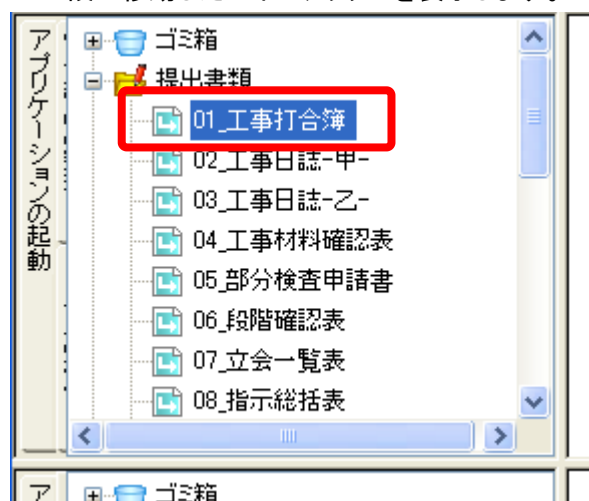 アプリケーションの起動
ゴミ箱
提出書類
01_工事打合簿
02_工事日誌-甲-
03_工事日誌-乙-
04_工事材料確認表
05_部分検査申請書
06_段階確認表
07_立会一覧表
08_指示総括表
ア
ゴミ箱